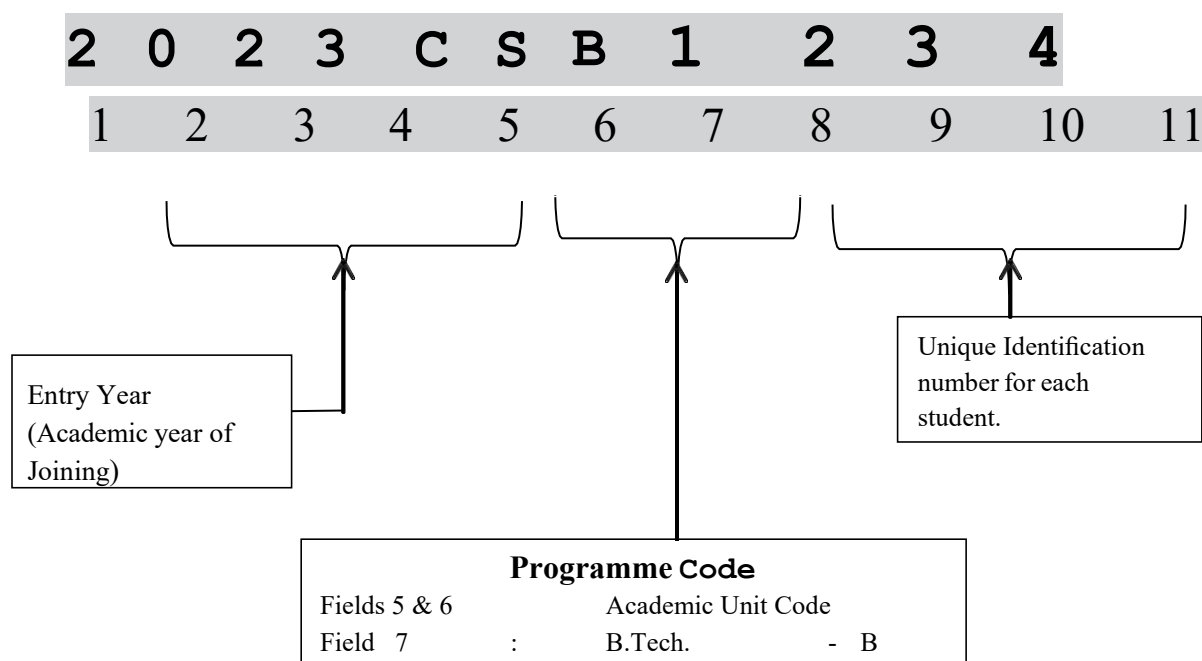 2 0 2 3 C S B 1 2 3 4
1 2 3 4 5 6 7 8 9 10 11
Entry Year
(Academic year of
Joining)
Unique Identification
number for each
student.
Programme Code
Fields 5 & 6 Academic Unit Code
Field 7 : B.Tech. - B